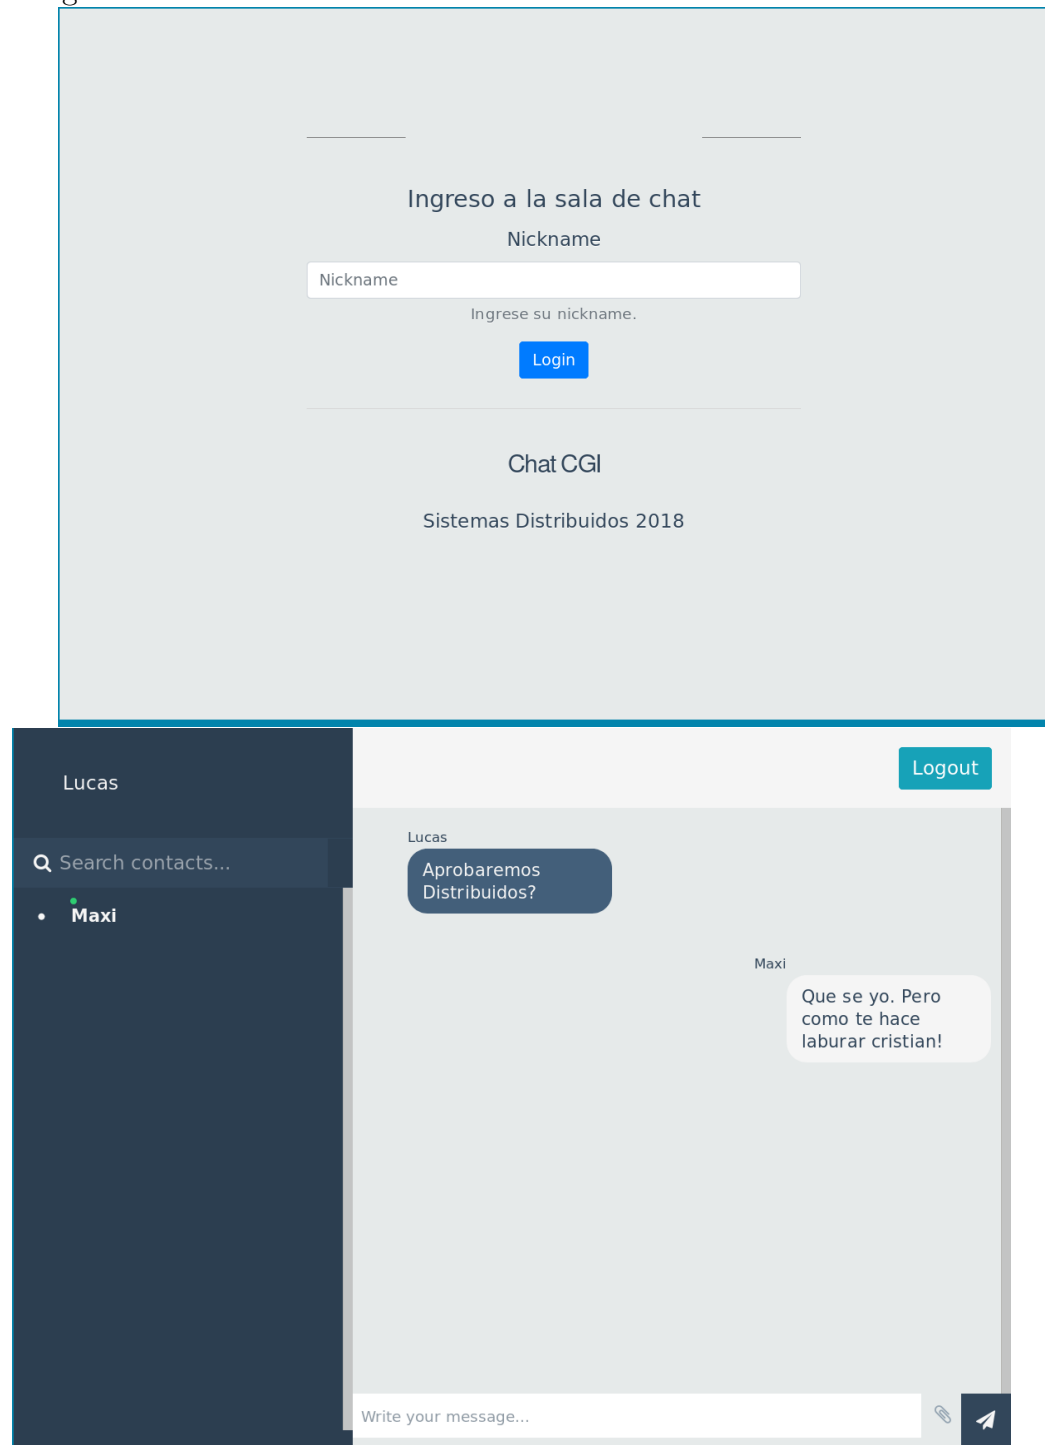 Ingreso a la sala de chat
Nickname
Nickname
Ingrese su nickname.
Login
Chat CGI
Sistemas Distribuidos 2018
Lucas
Logout
Search contacts...
Maxi
Lucas
Aprobaremos
Distribuidos?
Maxi
Que se yo. Pero
como te hace
laburar cristian!
Write your message...